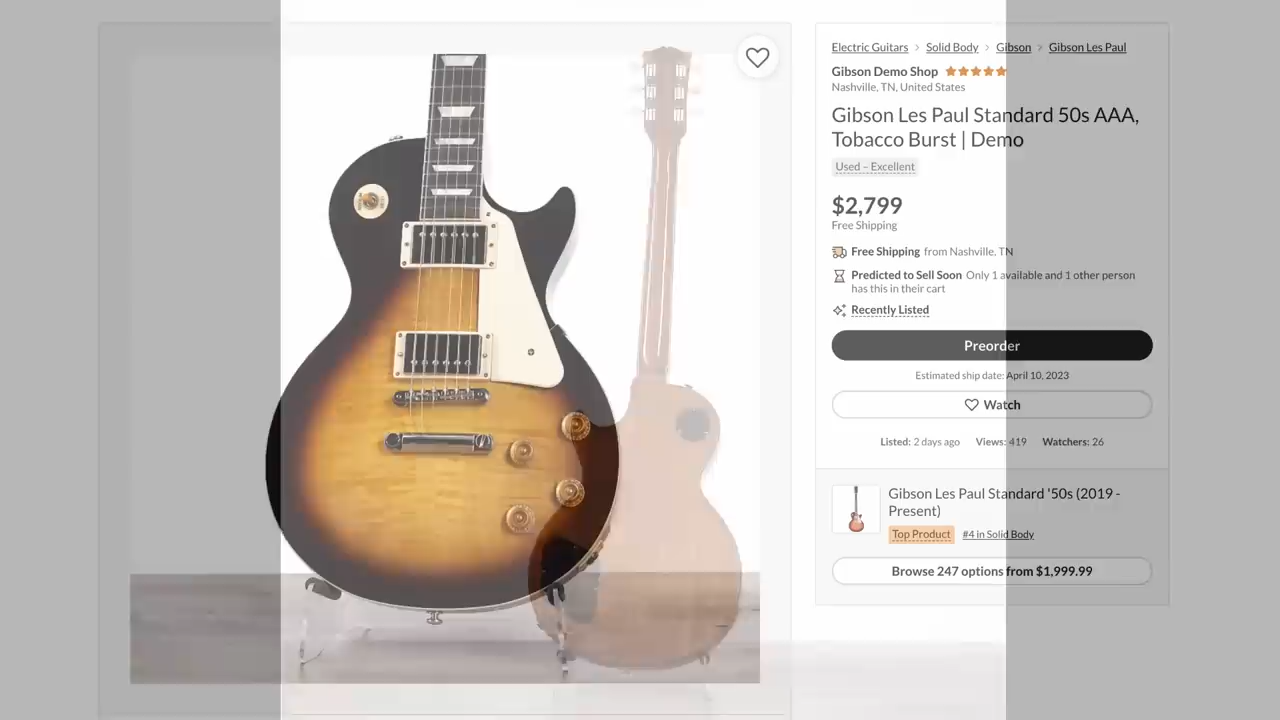 Electric Guitars > Solid Body > Gibson > Gibson Les Paul
Gibson Demo Shop
Nashville, TN, United States
Gibson Les Paul Standard 50s AAA,
Tobacco Burst | Demo
Used – Excellent
$2,799
Free Shipping
Free Shipping from Nashville, TN
Predicted to Sell Soon Only 1 available and 1 other person
has this in their cart
Recently Listed
Preorder
Estimated ship date: April 10, 2023
Watch
Listed: 2 days ago Views: 419 Watchers: 26
Gibson Les Paul Standard '50s (2019 -
Present)
Top Product #4 in Solid Body
Browse 247 options from $1,999.99